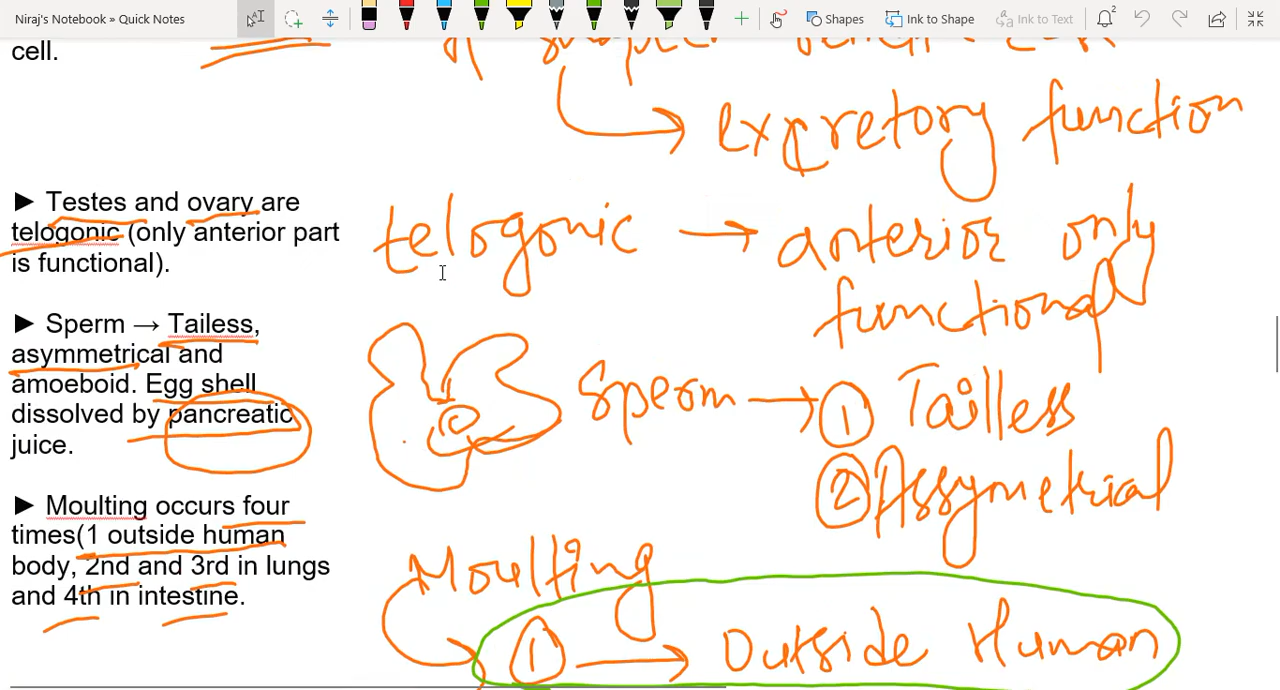 Niraj's Notebook » Quick Notes
Shapes
Ink to Shape
Ink to Text
2
cell.
excretory function
► Testes and ovary are
telogonic (only anterior part
is functional).
telogonic → anterior only
functional
► Sperm → Tailess,
asymmetrical and
amoeboid. Egg shell
dissolved by pancreatic
juice.
Sperm → ① Tailless
② Assymetrial
► Moulting occurs four
times(1 outside human
body, 2nd and 3rd in lungs
and 4th in intestine.
Moulting
① → Outside Human